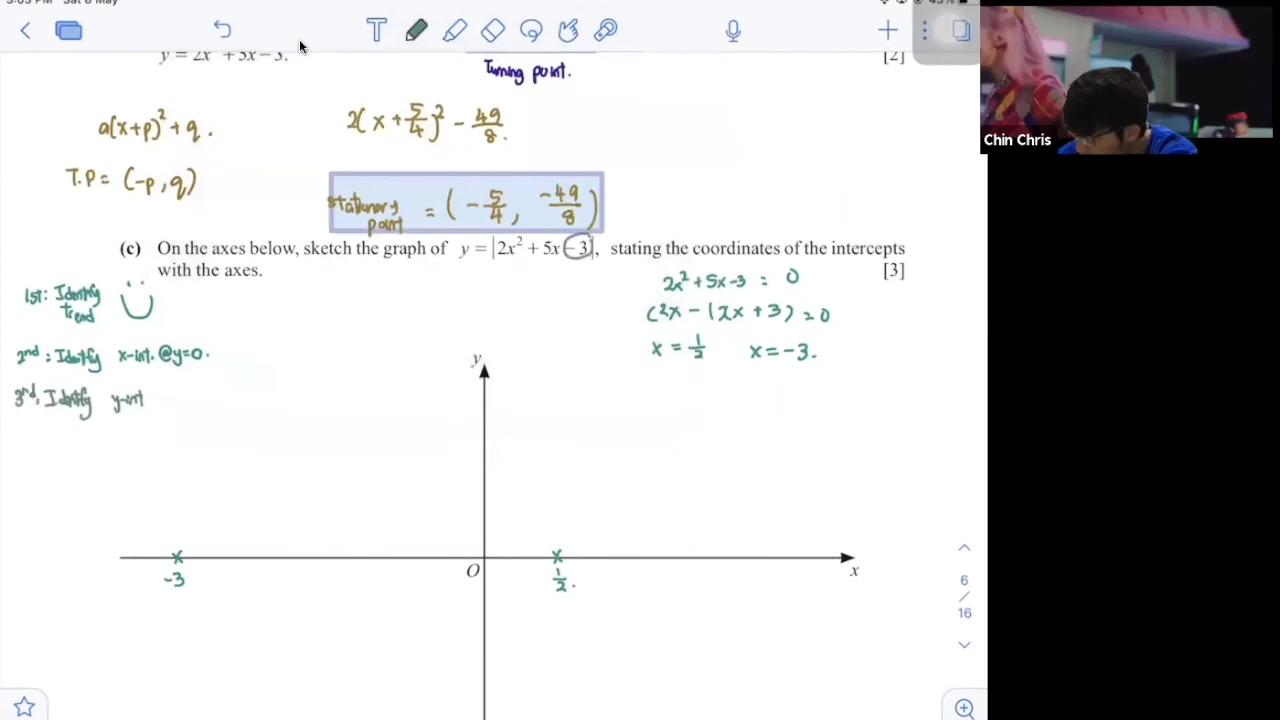 Sat 8 May
y = 2x² + 5x − 3.
[2]
Turning point.
a(x+p)² + q.
2(x + 5/4)² − 49/8.
T.P = (-p, q)
stationary point = (− 5/4, −49/8)
(c) On the axes below, sketch the graph of y = |2x² + 5x − 3|, stating the coordinates of the intercepts
with the axes. [3]
1st: Identify Trend
2x² + 5x − 3 = 0
(2x − 1)(x + 3) = 0
x = 1/2 x = −3.
2nd: Identify x-int. @y=0.
3rd. Identify y-int
y
O
x
-3
1/2.
6
/
16
Chin Chris